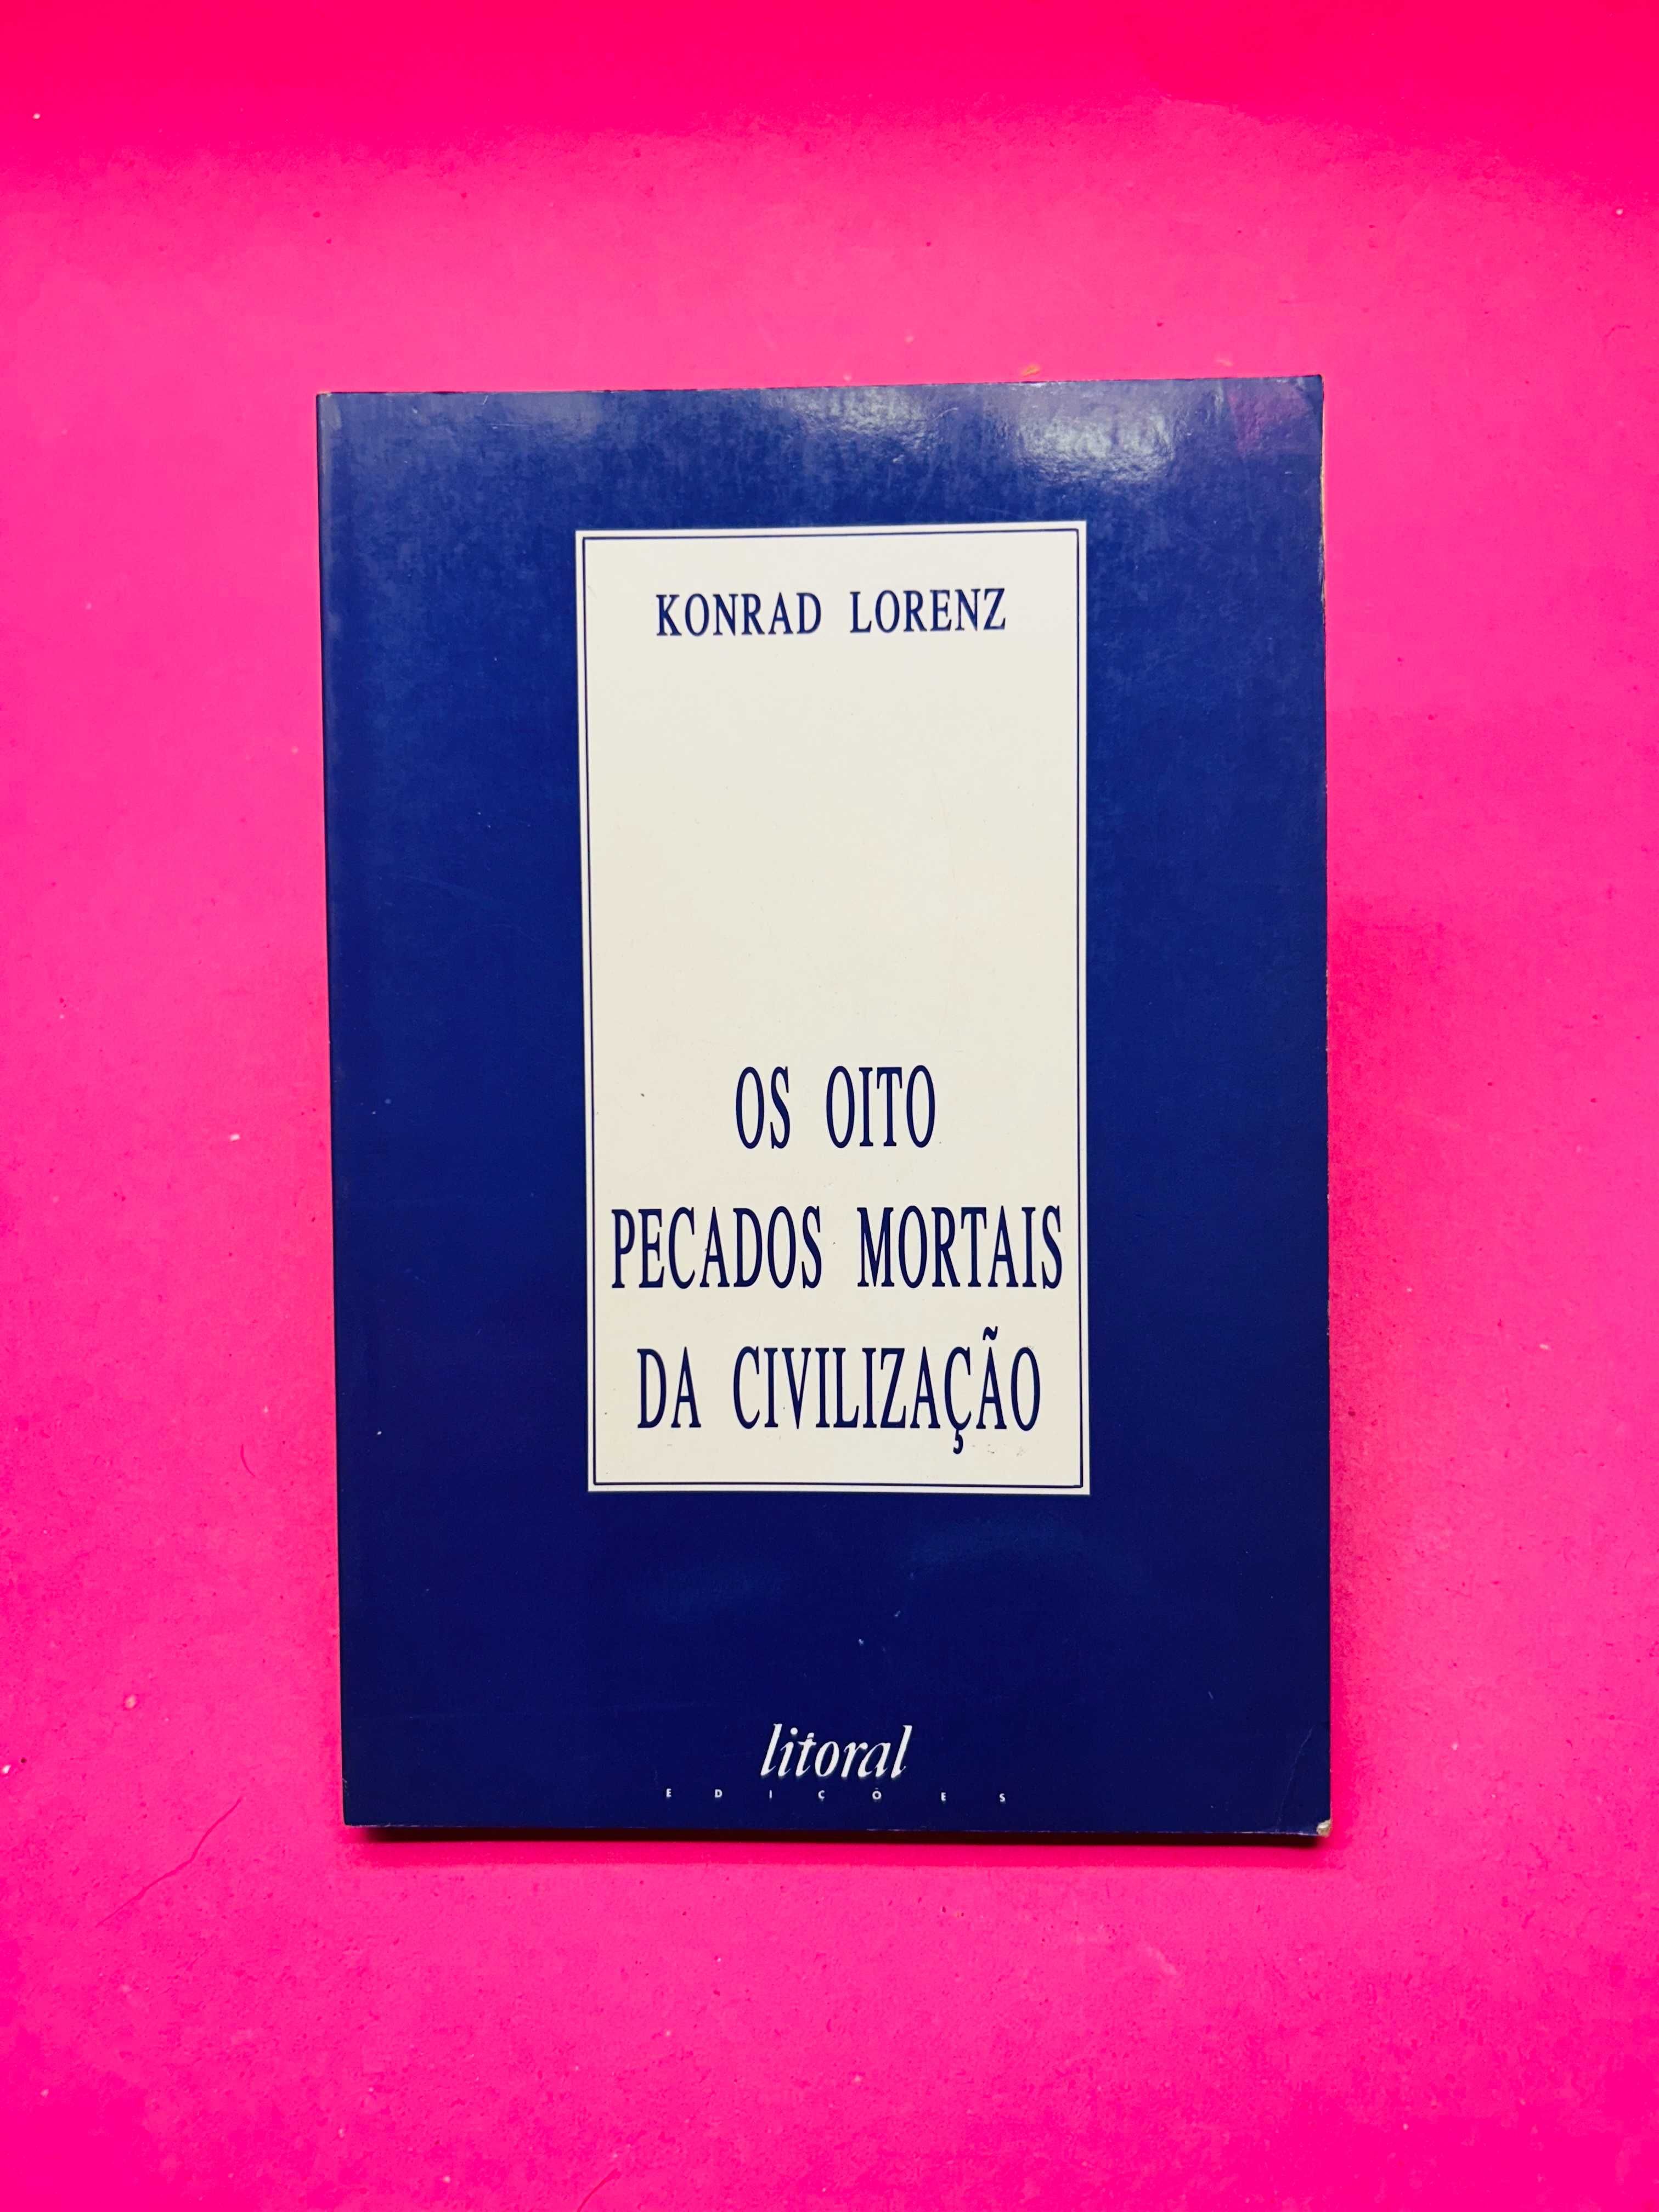 KONRAD LORENZ
OS OITO
PECADOS MORTAIS
DA CIVILIZAÇÃO
litoral
EDIÇÕES